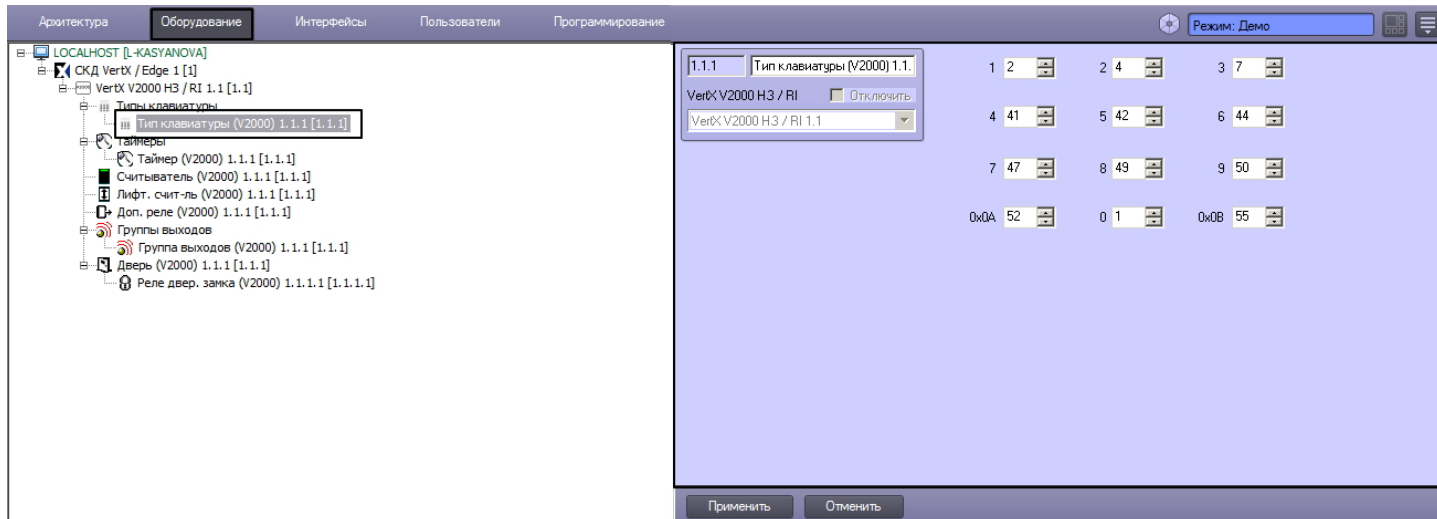 Архитектура Оборудование Интерфейсы Пользователи Программирование Режим: Демо
LOCALHOST [L-KASYANOVA]
СКД VertX / Edge 1 [1]
VertX V2000 НЗ / RI 1.1 [1.1]
Типы клавиатуры
Тип клавиатуры (V2000) 1.1.1 [1.1.1]
Таймеры
Таймер (V2000) 1.1.1 [1.1.1]
Считыватель (V2000) 1.1.1 [1.1.1]
Лифт. счит-ль (V2000) 1.1.1 [1.1.1]
Доп. реле (V2000) 1.1.1 [1.1.1]
Группы выходов
Группа выходов (V2000) 1.1.1 [1.1.1]
Дверь (V2000) 1.1.1 [1.1.1]
Реле двер. замка (V2000) 1.1.1.1 [1.1.1.1]
1.1.1 Тип клавиатуры (V2000) 1.1.
VertX V2000 НЗ / RI Отключить
VertX V2000 НЗ / RI 1.1
1 2 2 4 3 7
4 41 5 42 6 44
7 47 8 49 9 50
0x0A 52 0 1 0x0B 55
Применить Отменить